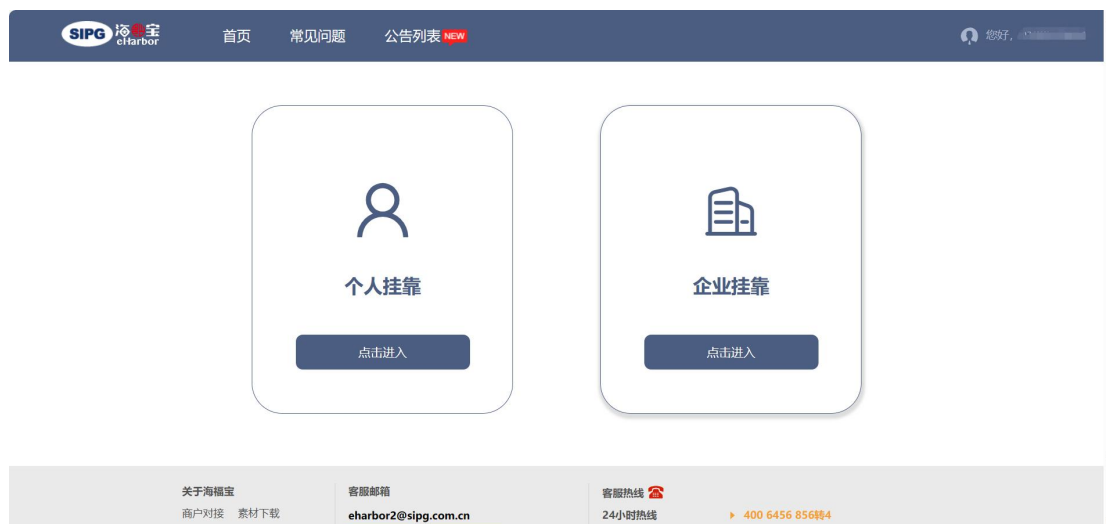 SIPG 海福宝 eHarbor
首页 常见问题 公告列表 NEW
您好,
个人挂靠
企业挂靠
点击进入
点击进入
关于海福宝 客服邮箱 客服热线
商户对接 素材下载 eharbor2@sipg.com.cn 24小时热线 400 6456 856转4